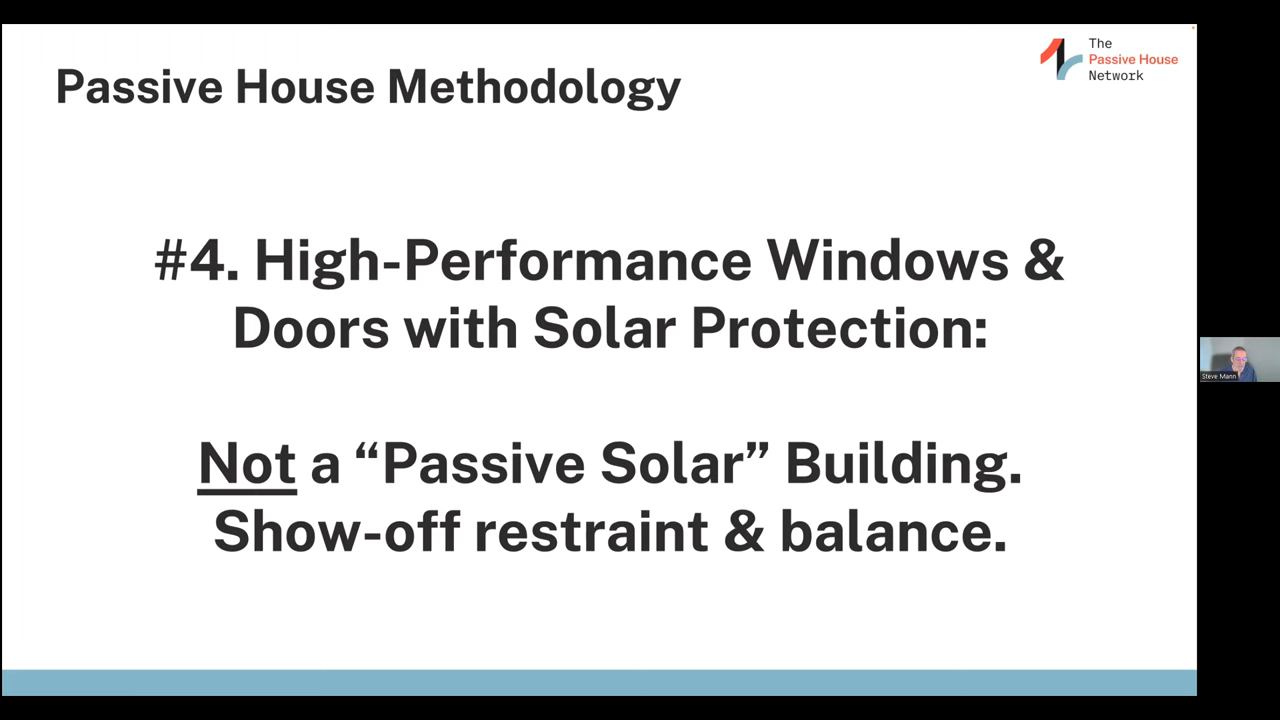 Passive House Methodology
The
Passive House
Network
#4. High-Performance Windows &
Doors with Solar Protection:
Not a “Passive Solar” Building.
Show-off restraint & balance.
Steve Mann